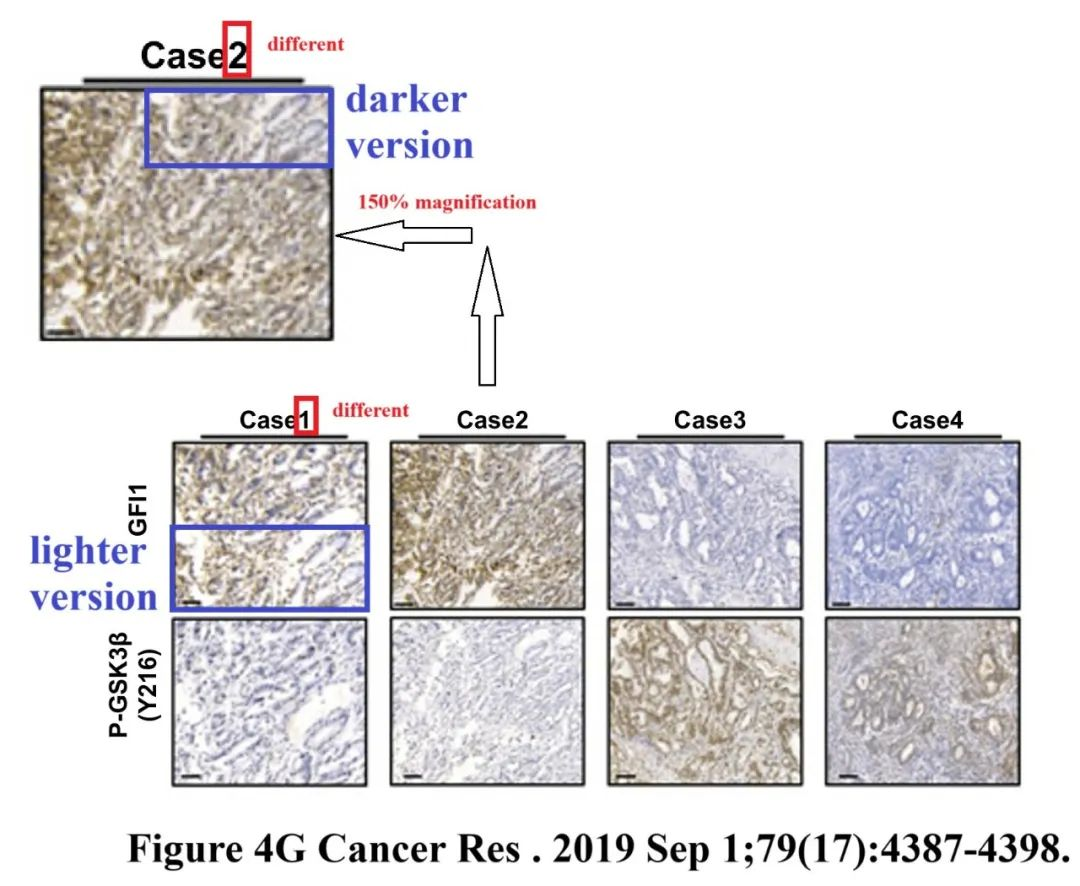 Case2 different
darker
version
150% magnification
Case1 different Case2 Case3 Case4
GFI1
lighter
version
P-GSK3β
(Y216)
Figure 4G Cancer Res . 2019 Sep 1;79(17):4387-4398.